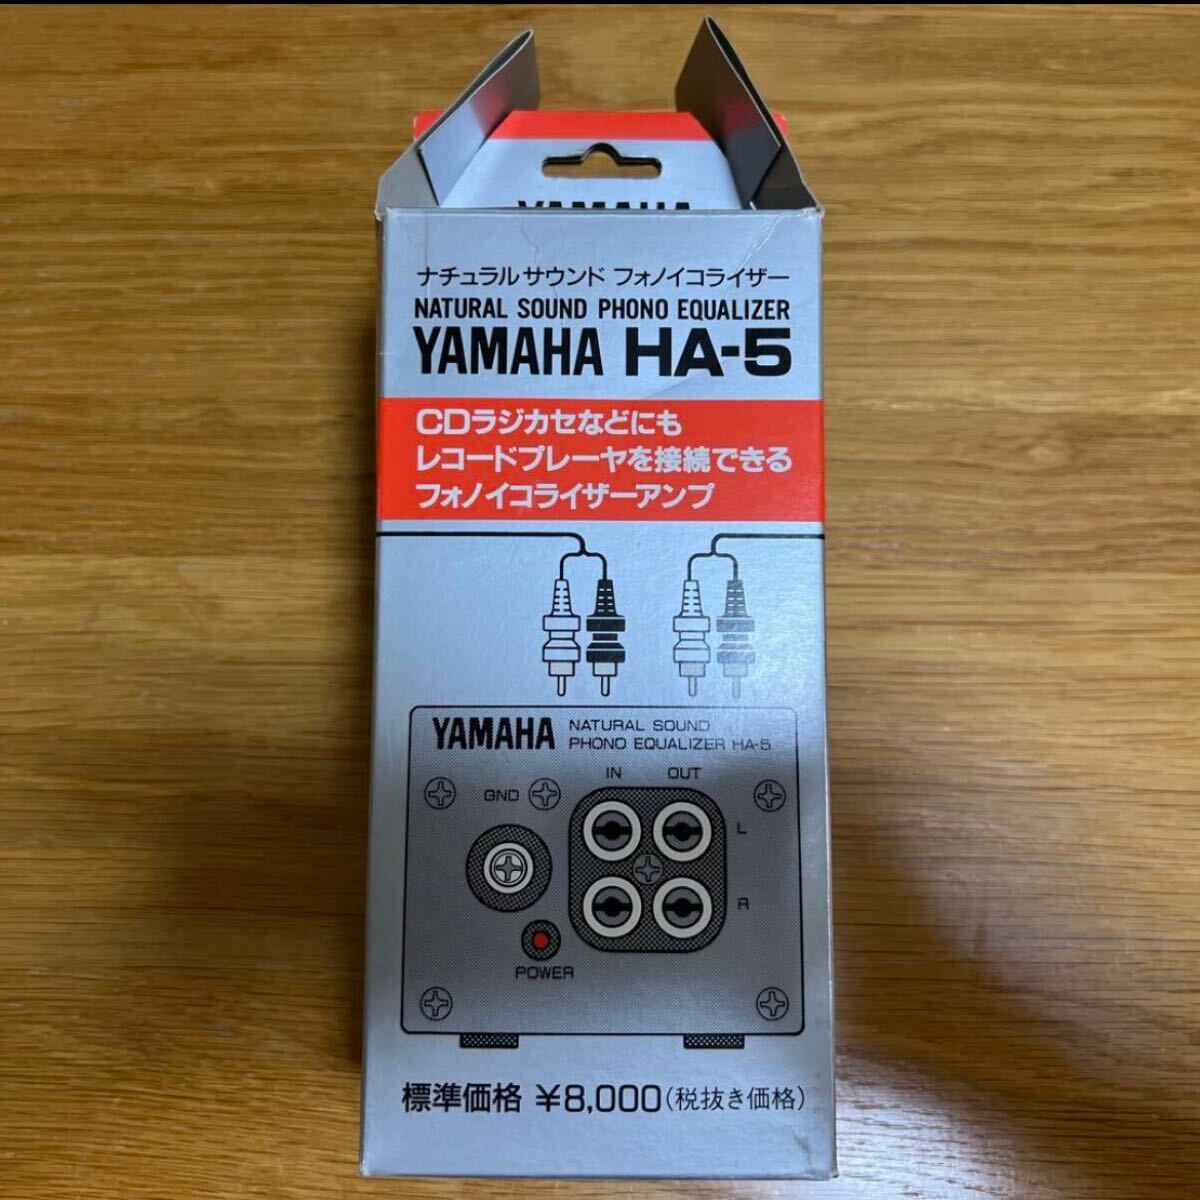 YAMAHA
ナチュラルサウンド フォノイコライザー
NATURAL SOUND PHONO EQUALIZER
YAMAHA HA-5
CDラジカセなどにも
レコードプレーヤを接続できる
フォノイコライザーアンプ
YAMAHA NATURAL SOUND
PHONO EQUALIZER HA-5
IN OUT
GND
L
R
POWER
標準価格 ¥8,000(税抜き価格)